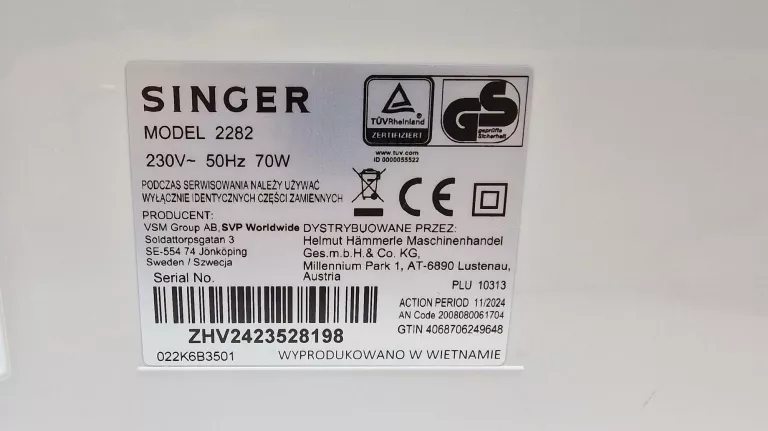 SINGER
MODEL 2282
230V~ 50Hz 70W
TÜVRheinland
ZERTIFIZIERT
www.tuv.com
ID 0000055522
GS
geprüfte
Sicherheit
PODCZAS SERWISOWANIA NALEŻY UŻYWAĆ
WYŁĄCZNIE IDENTYCZNYCH CZĘŚCI ZAMIENNYCH
CE
PRODUCENT:
VSM Group AB, SVP Worldwide
Soldattorpsgatan 3
SE-554 74 Jönköping
Sweden / Szwecja
DYSTRYBUOWANE PRZEZ:
Helmut Hämmerle Maschinenhandel
Ges.m.b.H.& Co. KG,
Millennium Park 1, AT-6890 Lustenau,
Austria
Serial No.
ZHV2423528198
022K6B3501
PLU 10313
ACTION PERIOD 11/2024
AN Code 2008080061704
GTIN 4068706249648
WYPRODUKOWANO W WIETNAMIE